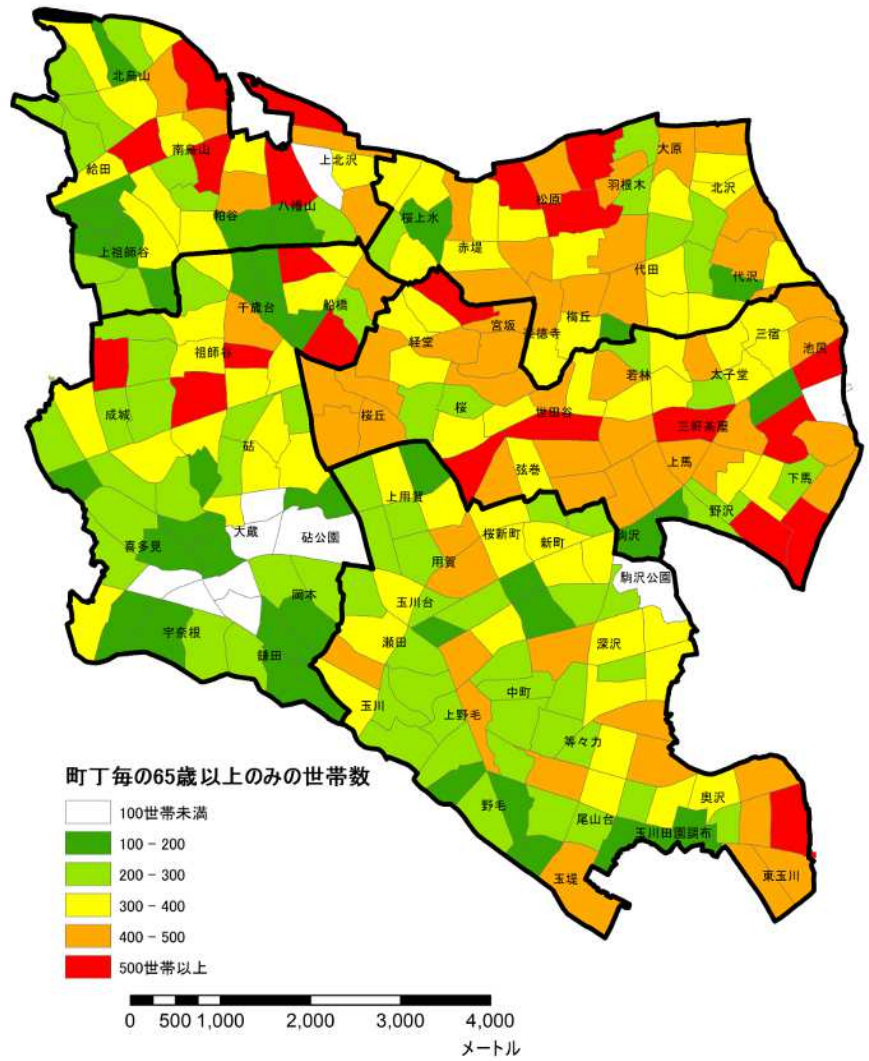 北烏山
南烏山
上北沢
給田
粕谷
八幡山
上祖師谷
桜上水
赤堤
松原
羽根木
大原
北沢
代田
代沢
千歳台
船橋
祖師谷
宮坂
経堂
豪徳寺
梅丘
三宿
池尻
若林
太子堂
成城
桜丘
桜
世田谷
三軒茶屋
砧
上馬
弦巻
下馬
上用賀
野沢
大蔵
砧公園
桜新町
新町
駒沢
喜多見
用賀
駒沢公園
岡本
玉川台
宇奈根
瀬田
深沢
鎌田
玉川
中町
上野毛
等々力
野毛
尾山台
奥沢
玉川田園調布
玉堤
東玉川
町丁毎の65歳以上のみの世帯数
100世帯未満
100 - 200
200 - 300
300 - 400
400 - 500
500世帯以上
0 500 1,000 2,000 3,000 4,000
メートル